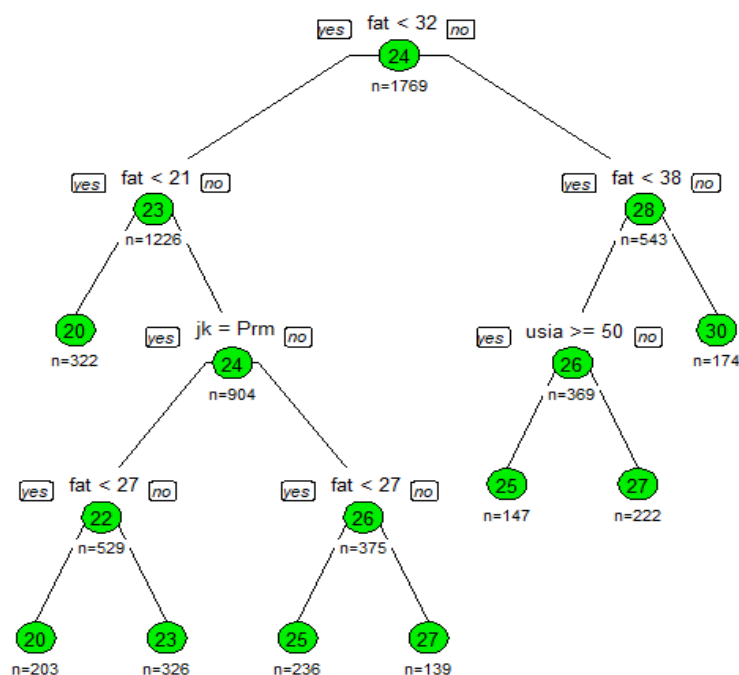 yes fat < 32 no
24
n=1769
yes fat < 21 no
23
n=1226
yes fat < 38 no
28
n=543
20
n=322
yes jk = Prm no
24
n=904
yes usia >= 50 no
26
n=369
30
n=174
yes fat < 27 no
22
n=529
yes fat < 27 no
26
n=375
25
n=147
27
n=222
20
n=203
23
n=326
25
n=236
27
n=139